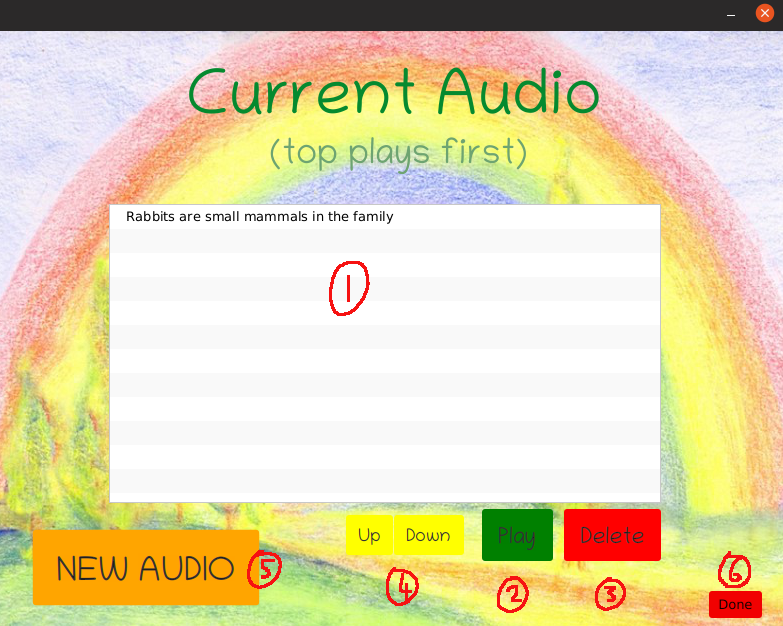 Current Audio
(top plays first)
Rabbits are small mammals in the family
1
Up Down Play Delete
NEW AUDIO 5
4 2 3 6
Done